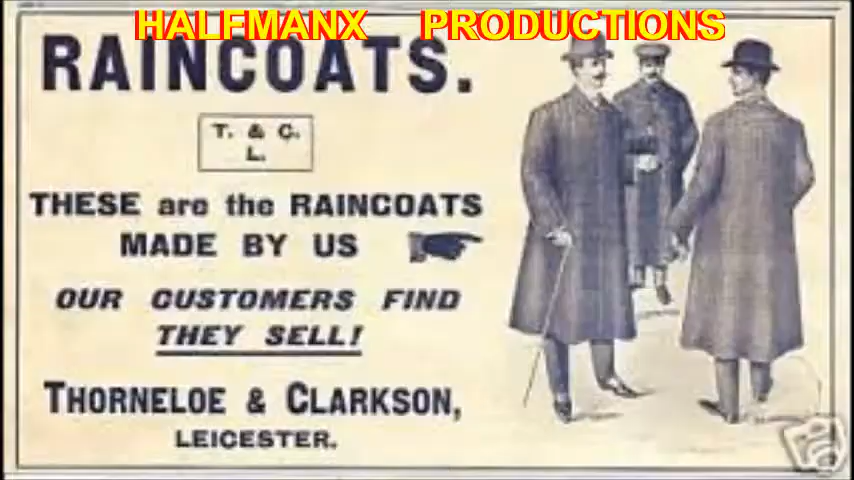 HALFMANX PRODUCTIONS
RAINCOATS.
T. & C.
L.
THESE are the RAINCOATS
MADE BY US
OUR CUSTOMERS FIND
THEY SELL!
THORNELOE & CLARKSON,
LEICESTER.